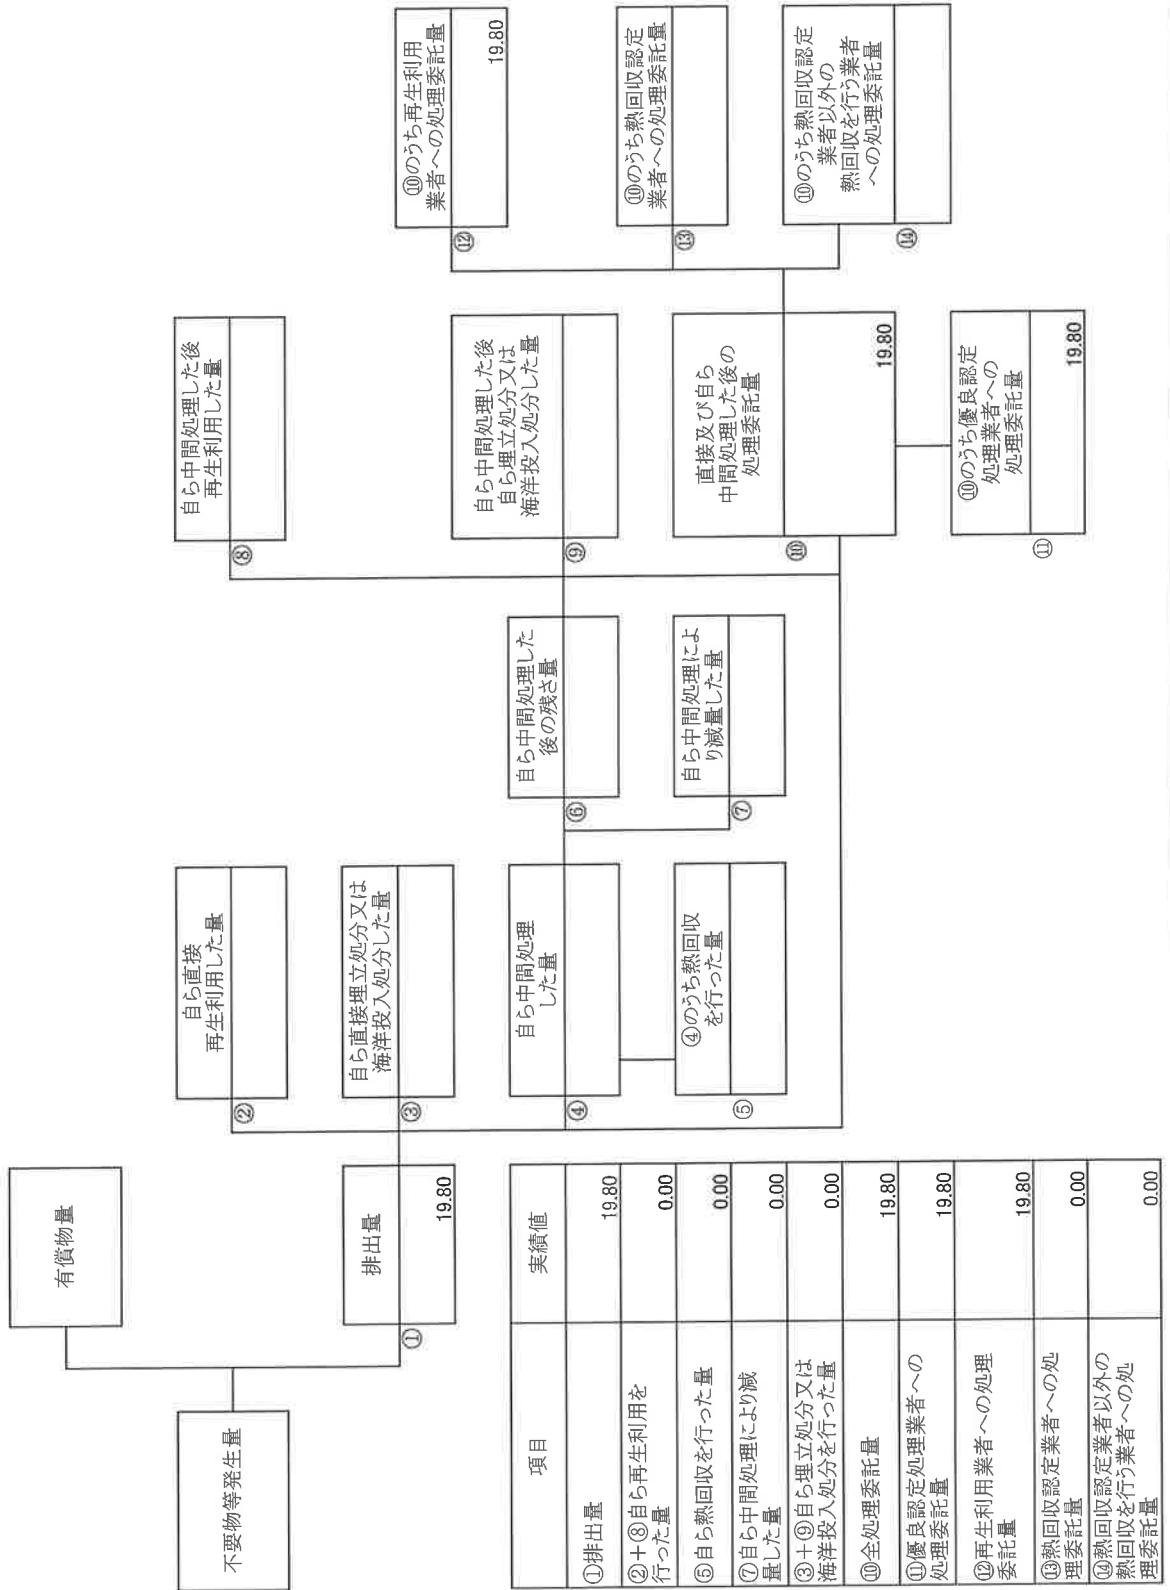 不要物等発生量
有償物量
排出量
①
19.80
自ら直接
再生利用した量
②
自ら直接埋立処分又は
海洋投入処分した量
③
自ら中間処理
した量
④
④のうち熱回収
を行った量
⑤
自ら中間処理した
後の残さ量
⑥
自ら中間処理によ
り減量した量
⑦
自ら中間処理した後
再生利用した量
⑧
自ら中間処理した後
自ら埋立処分又は
海洋投入処分した量
⑨
直接及び自ら
中間処理した後の
処理委託量
⑩
19.80
⑩のうち優良認定
処理業者への
処理委託量
⑪
19.80
⑩のうち再生利用
業者への処理委託量
⑫
19.80
⑩のうち熱回収認定
業者への処理委託量
⑬
⑩のうち熱回収認定
業者以外の
熱回収を行う業者
への処理委託量
⑭
項目 実績値
①排出量 19.80
②+⑧自ら再生利用を
行った量 0.00
⑤自ら熱回収を行った量 0.00
⑦自ら中間処理により減
量した量 0.00
③+⑨自ら埋立処分又は
海洋投入処分を行った量 0.00
⑩全処理委託量 19.80
⑪優良認定処理業者への
処理委託量 19.80
⑫再生利用業者への処理
委託量 19.80
⑬熱回収認定業者への処
理委託量 0.00
⑭熱回収認定業者以外の
熱回収を行う業者への処
理委託量 0.00